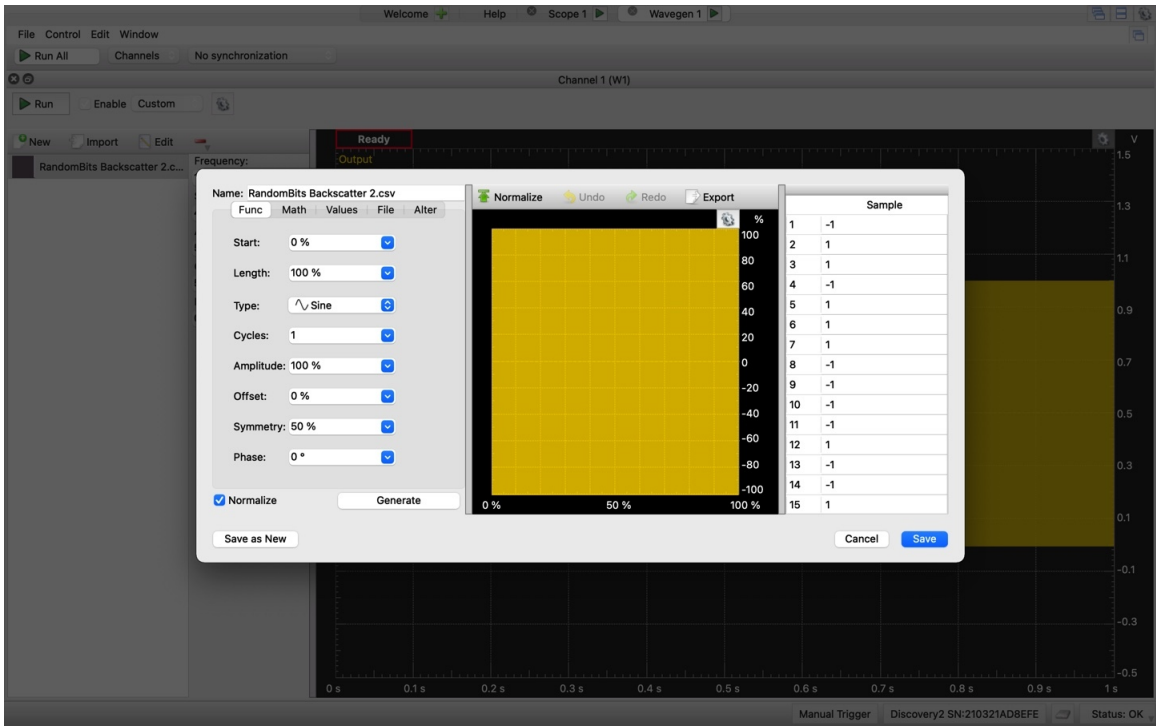 Welcome Help Scope 1 Wavegen 1
File Control Edit Window
Run All Channels No synchronization
Channel 1 (W1)
Run Enable Custom
New Import Edit
Ready V
RandomBits Backscatter 2.c...
Frequency:
Output
1.5
1.3
1.1
0.9
0.7
0.5
0.3
0.1
-0.1
-0.3
-0.5
Name: RandomBits Backscatter 2.csv
Func Math Values File Alter
Start: 0 %
Length: 100 %
Type: Sine
Cycles: 1
Amplitude: 100 %
Offset: 0 %
Symmetry: 50 %
Phase: 0 °
Normalize Generate
Save as New
Normalize Undo Redo Export
%
100
80
60
40
20
0
-20
-40
-60
-80
-100
0 % 50 % 100 %
Sample
1 -1
2 1
3 1
4 -1
5 1
6 1
7 1
8 -1
9 -1
10 -1
11 -1
12 1
13 -1
14 -1
15 1
Cancel Save
0 s 0.1 s 0.2 s 0.3 s 0.4 s 0.5 s 0.6 s 0.7 s 0.8 s 0.9 s 1 s
Manual Trigger Discovery2 SN:210321AD8EFE Status: OK